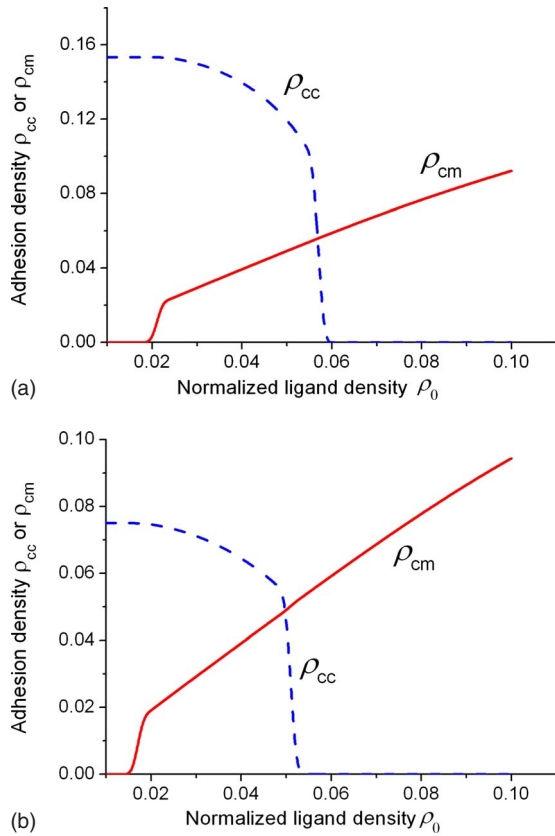 0.16
0.12
0.08
0.04
0.00
Adhesion density ρcc or ρcm
ρcc
ρcm
0.02 0.04 0.06 0.08 0.10
Normalized ligand density ρ0
(a)
0.10
0.08
0.06
0.04
0.02
0.00
Adhesion density ρcc or ρcm
ρcm
ρcc
0.02 0.04 0.06 0.08 0.10
Normalized ligand density ρ0
(b)